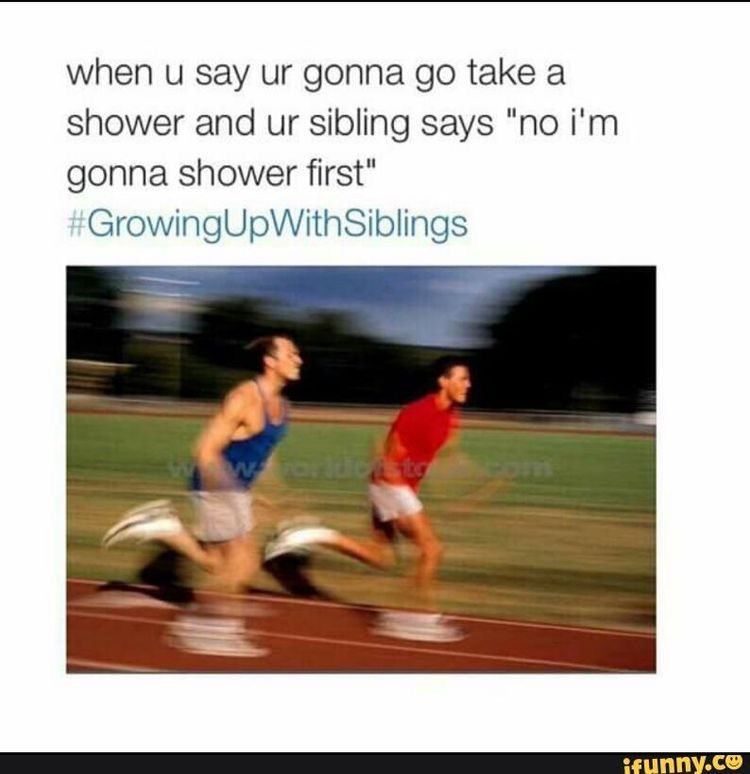 when u say ur gonna go take a
shower and ur sibling says "no i'm
gonna shower first"
#GrowingUpWithSiblings
ifunny.co